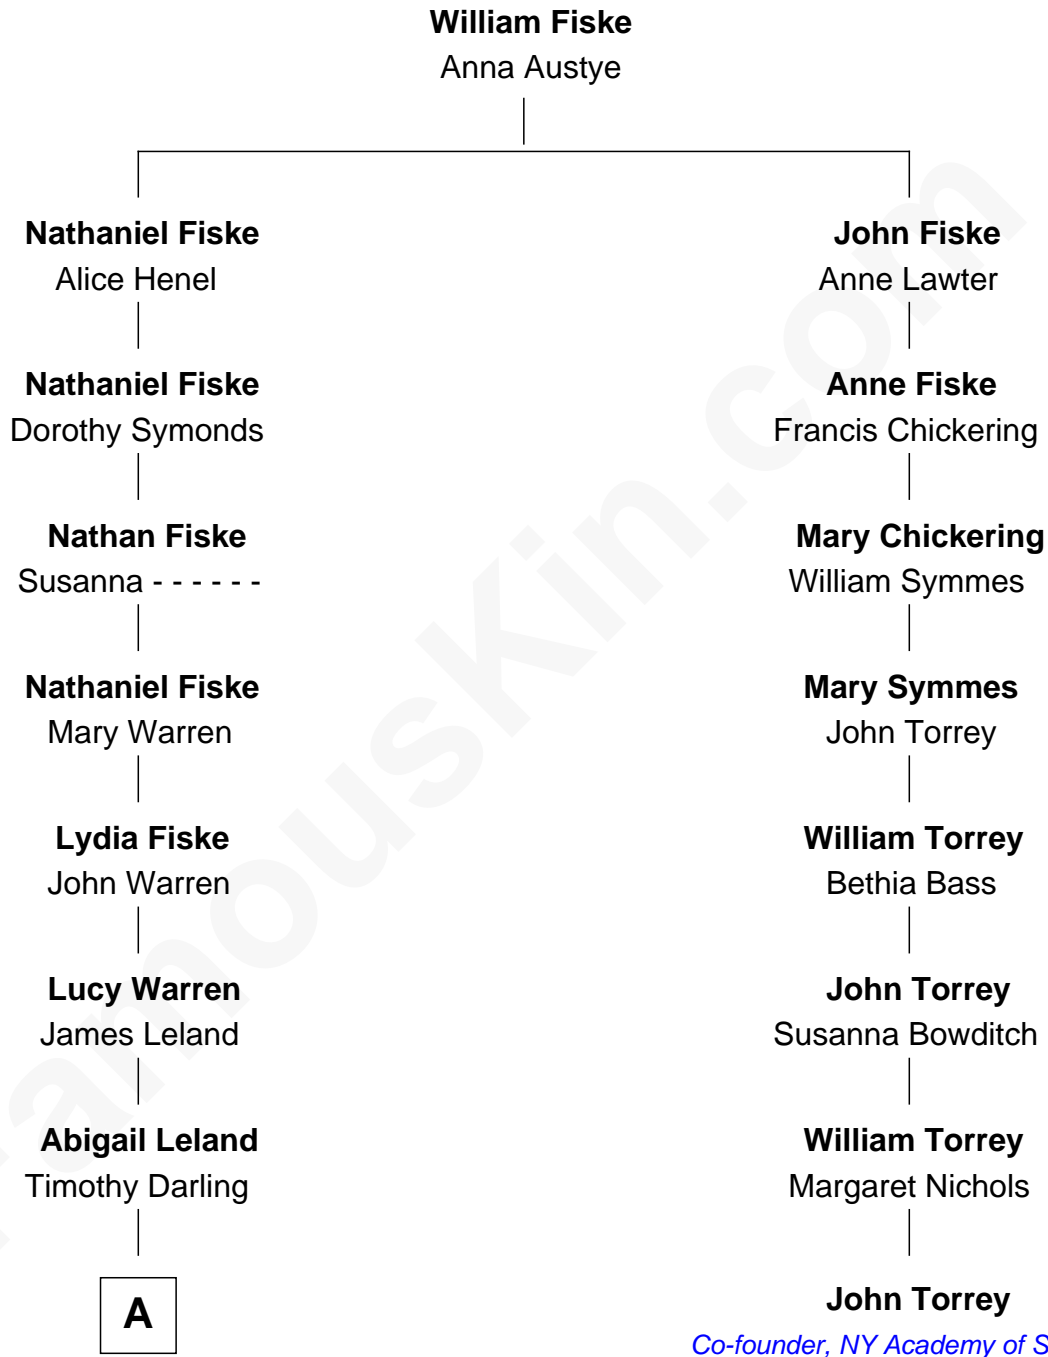 William Fiske
Anna Austye
Nathaniel Fiske
Alice Henel
John Fiske
Anne Lawter
Nathaniel Fiske
Dorothy Symonds
Anne Fiske
Francis Chickering
Nathan Fiske
Susanna - - - - - -
Mary Chickering
William Symmes
Nathaniel Fiske
Mary Warren
Mary Symmes
John Torrey
Lydia Fiske
John Warren
William Torrey
Bethia Bass
Lucy Warren
James Leland
John Torrey
Susanna Bowditch
Abigail Leland
Timothy Darling
William Torrey
Margaret Nichols
A
John Torrey
Co-founder, NY Academy of S
FamousKin.com